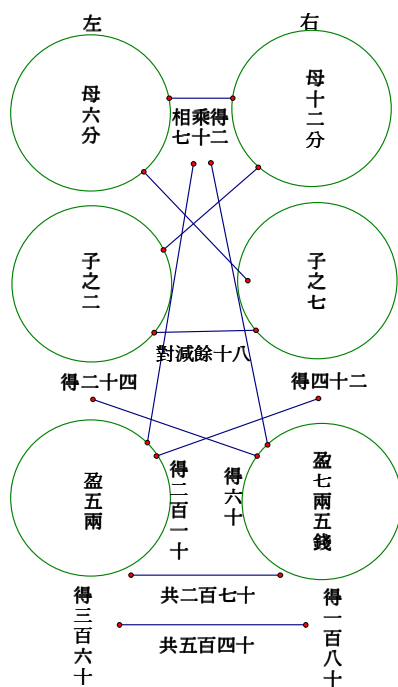 左
右
母六分
母十二分
相乘得
七十二
子之二
子之七
對減餘十八
得二十四
得四十二
盈五兩
得二百一十
得六十
盈七兩五錢
共二百七十
得三百六十
共五百四十
得一百八十